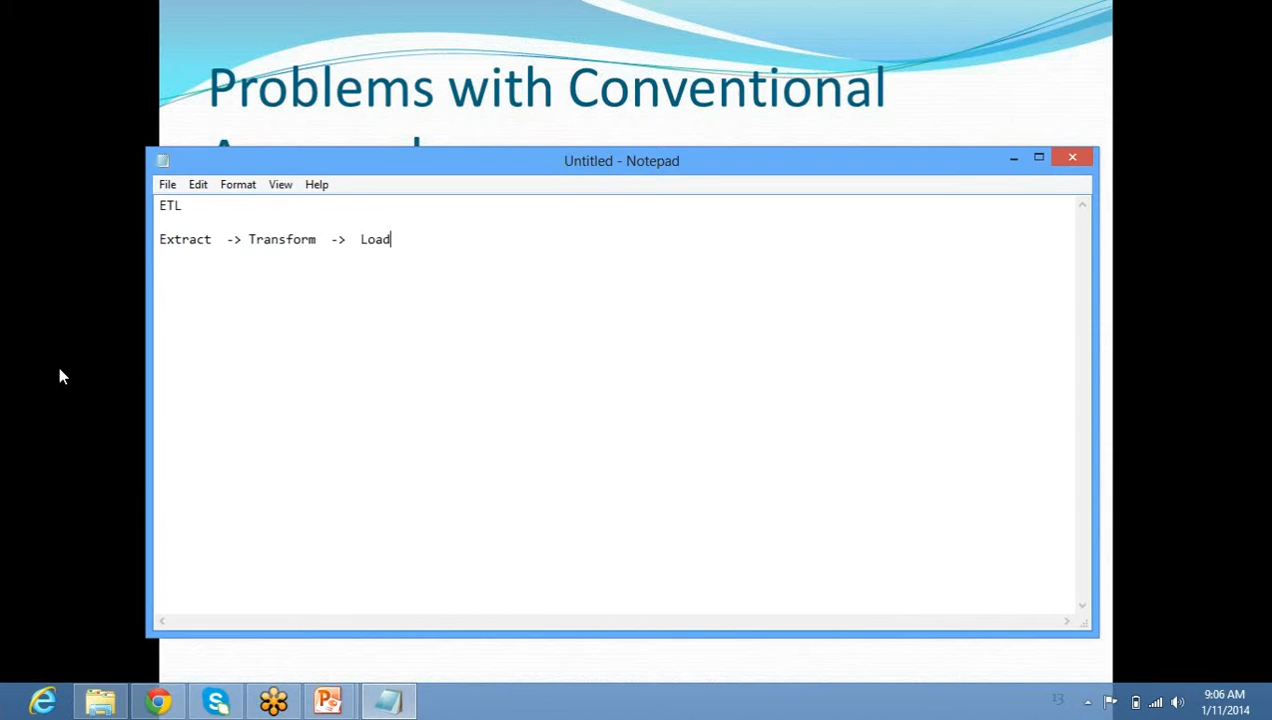 Problems with Conventional
Untitled - Notepad
File Edit Format View Help
ETL
Extract -> Transform -> Load
13
9:06 AM
1/11/2014